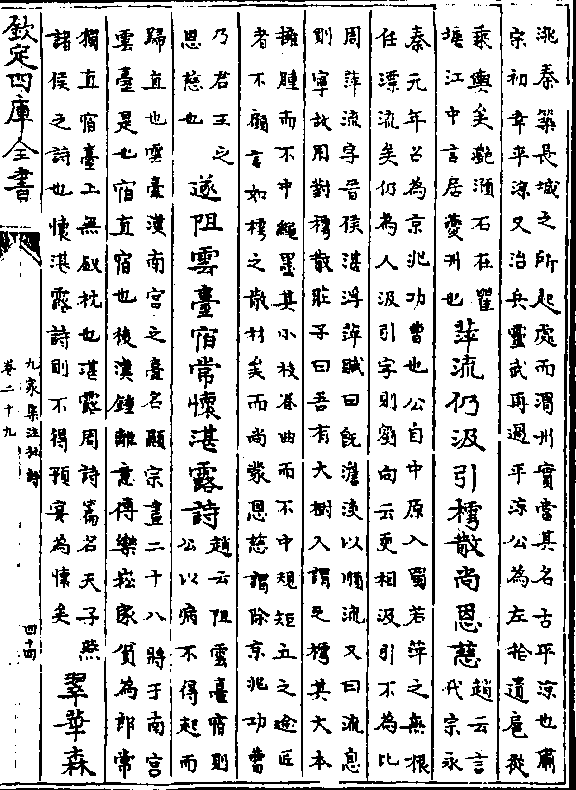 洮秦築長城之所起處而渭州實當其名古平涼也肅
宗初幸平涼又治兵靈武再過平涼公為左拾遺扈從
乘輿矣灔澦石在瞿
塘江中言居夔州也
萍流仍汲引樗散尚恩慈
趙云言
代宗永
秦元年召為京兆功曹也公自中原入蜀若萍之無根
任漂流矣仍為人汲引字則劉向云更相汲引不為比
周萍流字晉侯湛浮萍賦曰既澹淡以順流又曰流息
則寧故用對樗散莊子曰吾有大樹人謂之樗其大本
擁腫而不中繩墨其小枝卷曲而不中規矩立之途匠
者不顧言如樗之散材矣而尚蒙恩慈謂除京兆功曹
乃君王之
恩慈也
遂阻雲臺宿常懷湛露詩
趙云阻雲臺宿則
公以病不得起而
歸直也雲臺漢南宮之臺名顯宗畫二十八將于南宮
雲臺是也宿直宿也後漢鍾離意傳樂崧家貧為郎常
獨直宿臺上無被枕也湛露周詩篇名天子燕
諸侯之詩也懷湛露詩則不得預宴為懷矣
翠華森
欽定四庫全書
九家集注杜詩
卷二十九
四十四